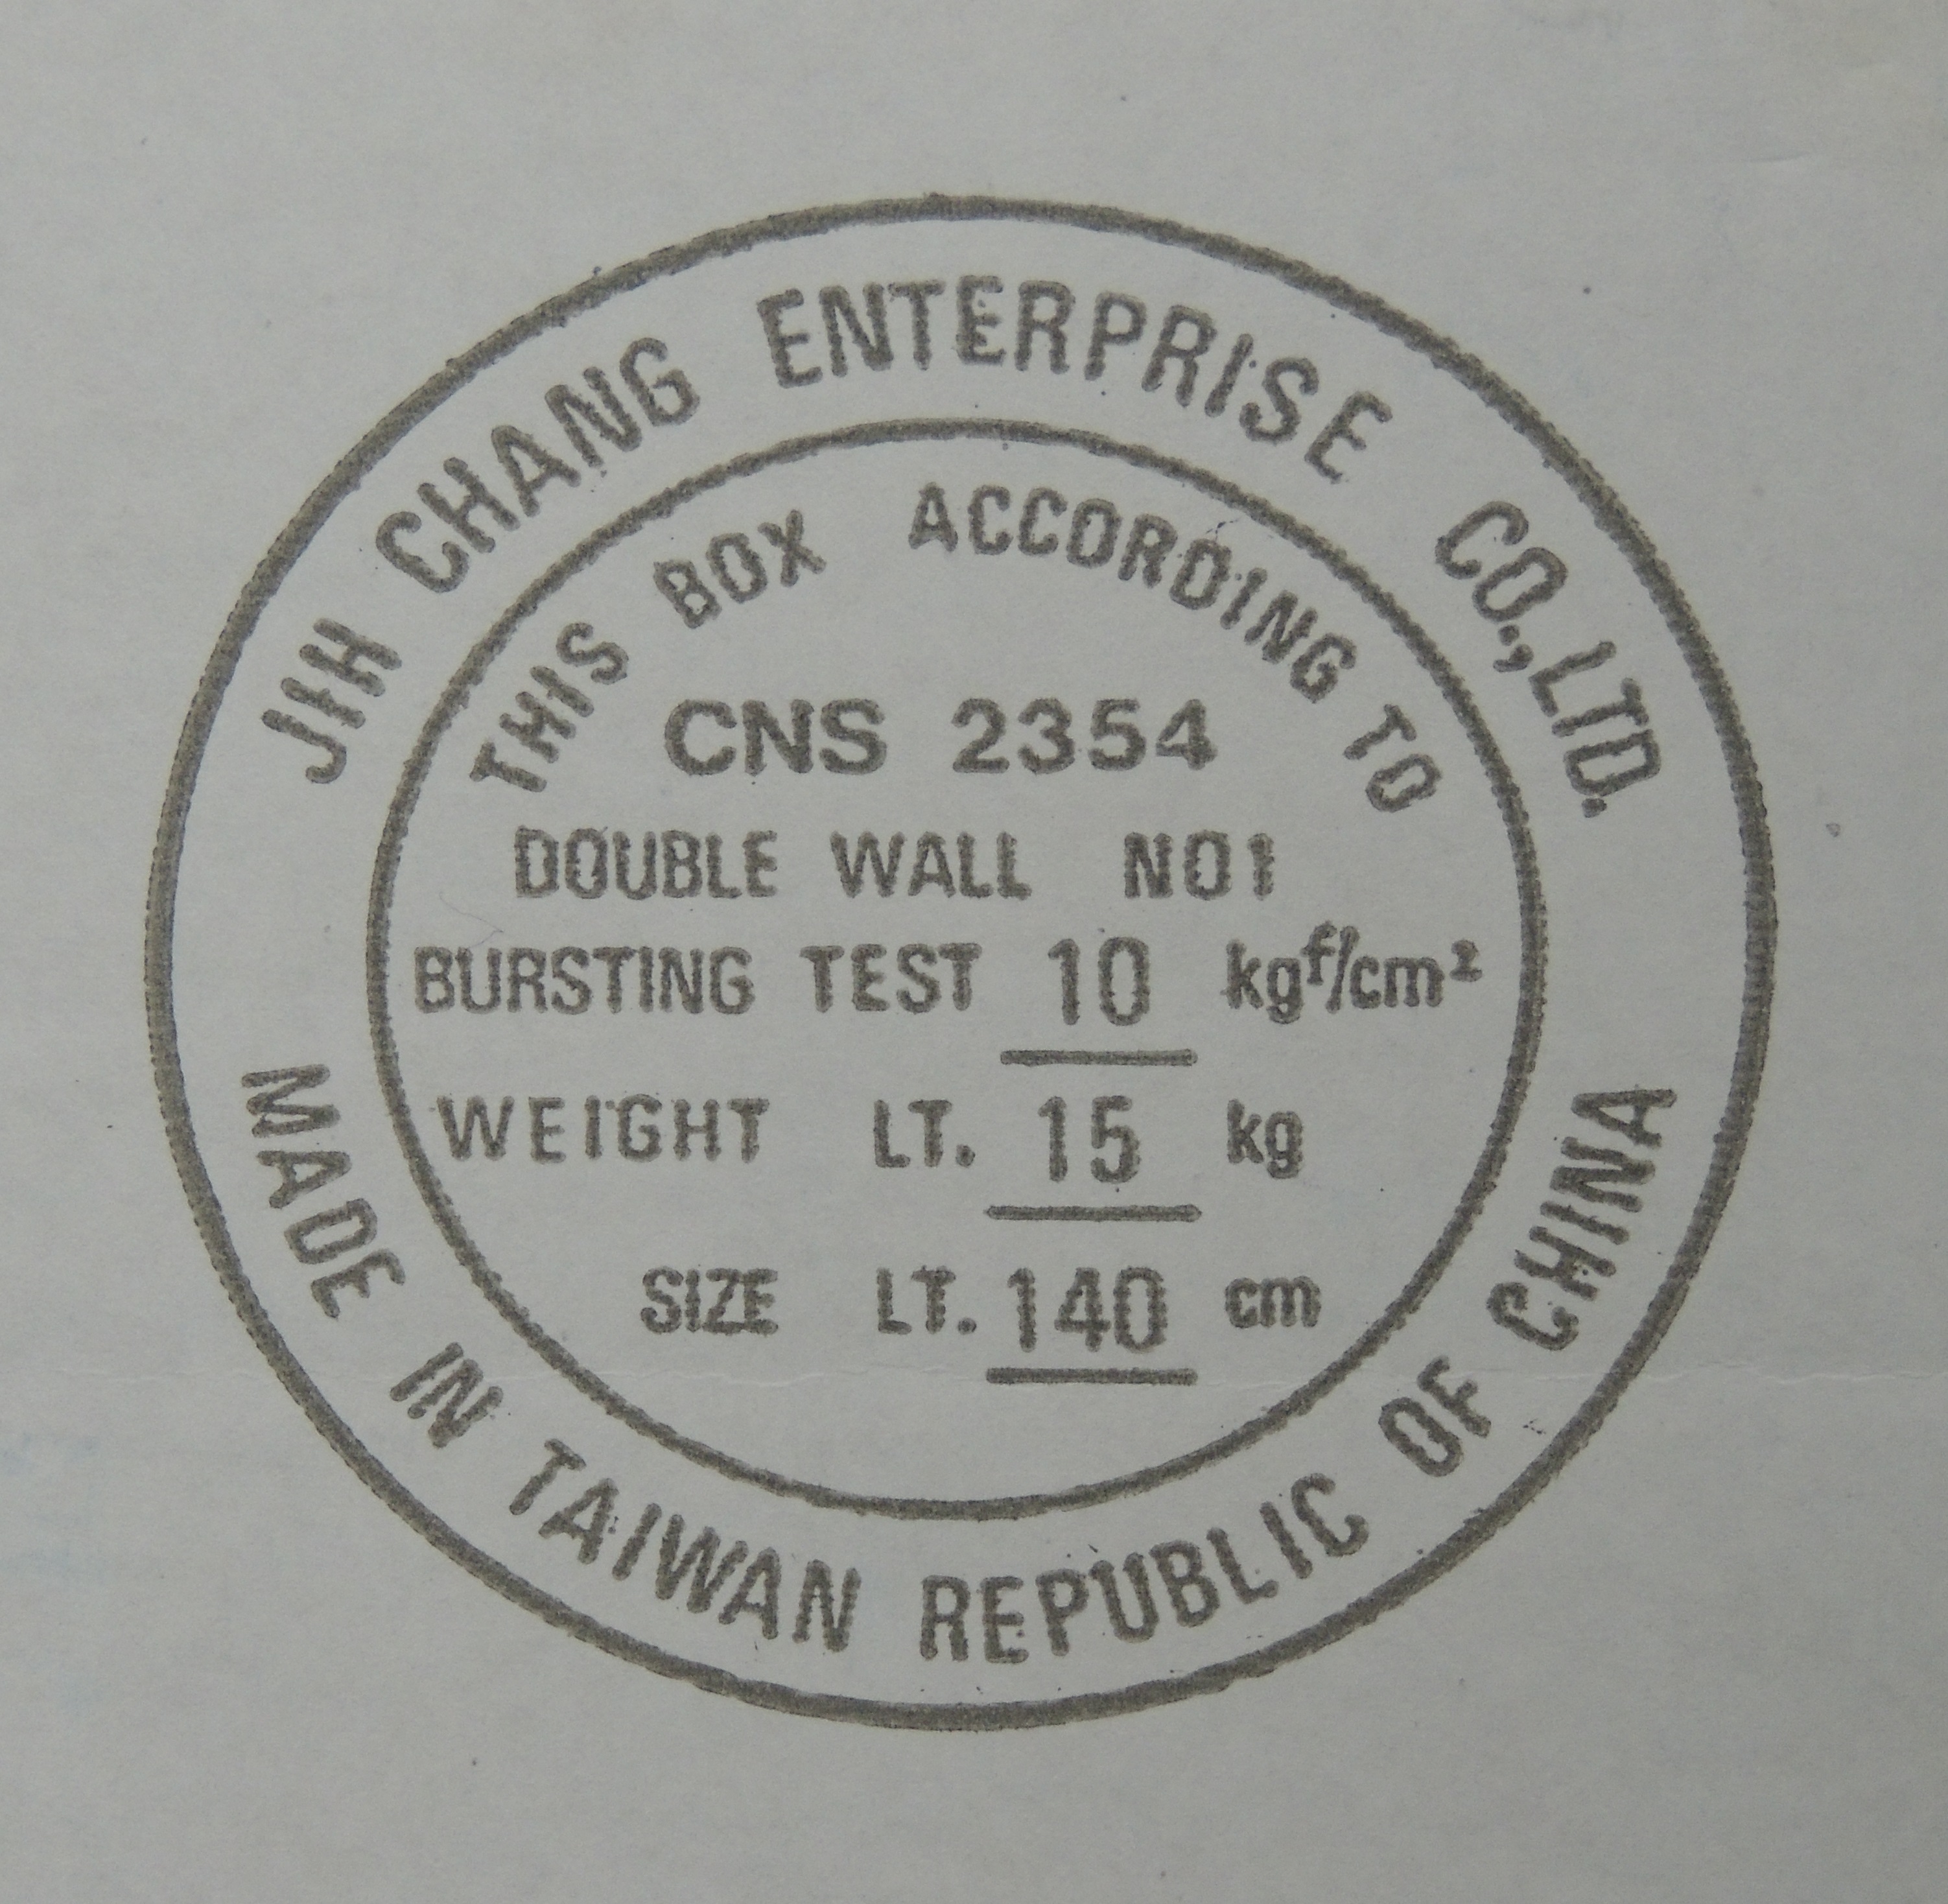 JIH CHANG ENTERPRISE CO.,LTD.
THIS BOX ACCORDING TO
CNS 2354
DOUBLE WALL NO1
BURSTING TEST 10 kgf/cm²
WEIGHT LT. 15 kg
SIZE LT. 140 cm
MADE IN TAIWAN REPUBLIC OF CHINA